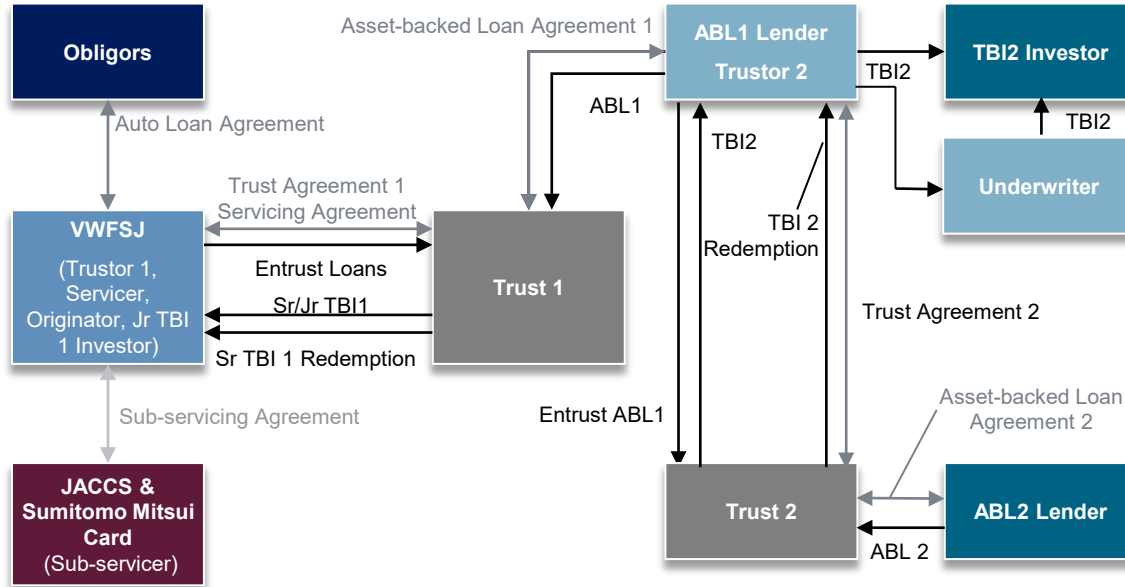 Obligors
Asset-backed Loan Agreement 1
ABL1 Lender
Trustor 2
TBI2 Investor
TBI2
ABL1
TBI2
TBI2
Auto Loan Agreement
Underwriter
Trust Agreement 1
Servicing Agreement
VWFSJ
(Trustor 1,
Servicer,
Originator, Jr TBI
1 Investor)
Entrust Loans
Sr/Jr TBI1
Sr TBI 1 Redemption
Trust 1
TBI 2
Redemption
Trust Agreement 2
Sub-servicing Agreement
Entrust ABL1
Asset-backed Loan
Agreement 2
JACCS &
Sumitomo Mitsui
Card
(Sub-servicer)
Trust 2
ABL2 Lender
ABL 2